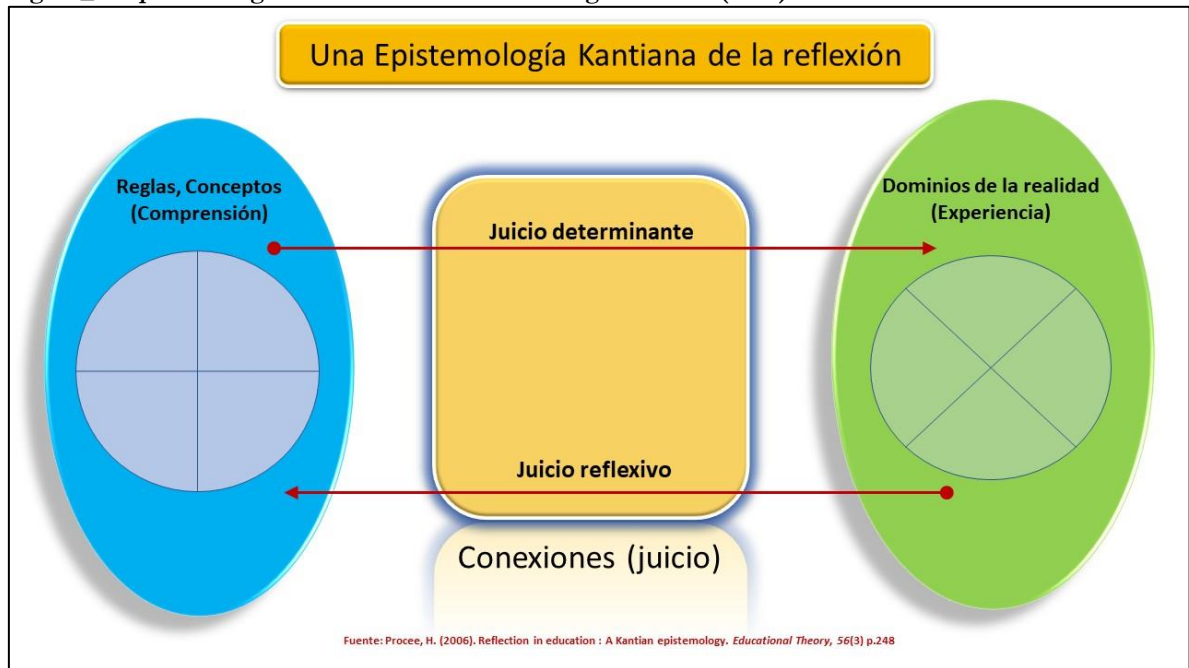 Una Epistemología Kantiana de la reflexión
Reglas, Conceptos
(Comprensión)
Dominios de la realidad
(Experiencia)
Juicio determinante
Juicio reflexivo
Conexiones (juicio)
Fuente: Procee, H. (2006). Reflection in education : A Kantian epistemology. Educational Theory, 56(3) p.248